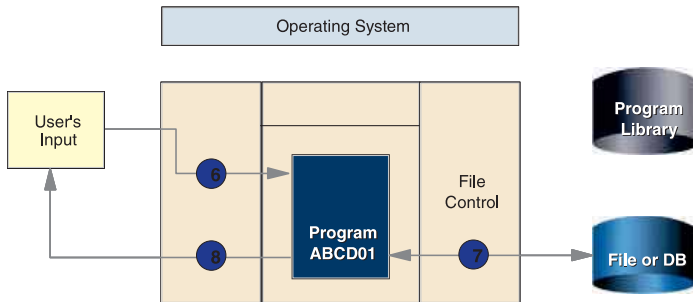 Operating System
User's
Input
Program
Library
6
File
Control
Program
ABCD01
8
7
File or DB